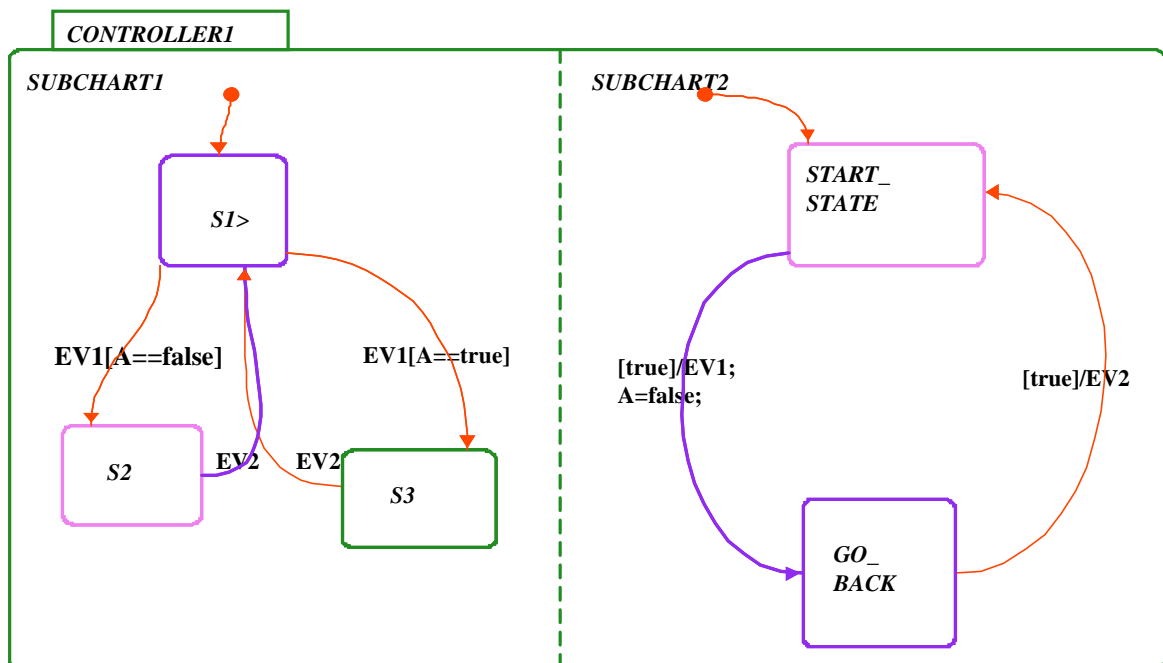 CONTROLLER1
SUBCHART1
SUBCHART2
START_
STATE
S1>
EV1[A==false]
EV1[A==true]
[true]/EV1;
A=false;
[true]/EV2
S2
EV2
EV2
S3
GO_
BACK